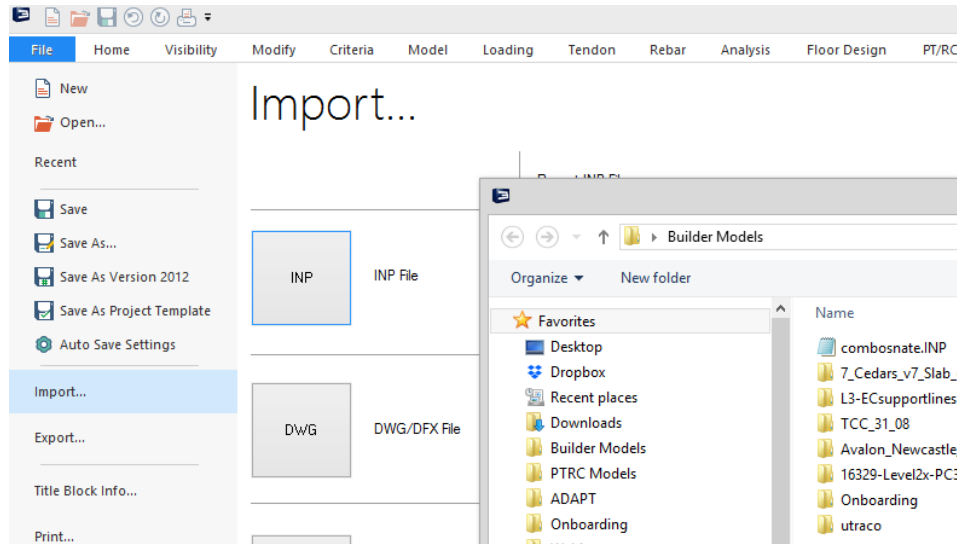 File Home Visibility Modify Criteria Model Loading Tendon Rebar Analysis Floor Design PT/RC
New
Open...
Recent
Save
Save As...
Save As Version 2012
Save As Project Template
Auto Save Settings
Import...
Export...
Title Block Info...
Print...
Import...
INP INP File
DWG DWG/DFX File
Builder Models
Organize New folder
Favorites
Desktop
Dropbox
Recent places
Downloads
Builder Models
PTRC Models
ADAPT
Onboarding
Name
combosnate.INP
7_Cedars_v7_Slab_
L3-ECsupportlines
TCC_31_08
Avalon_Newcastle
16329-Level2x-PC3
Onboarding
utraco